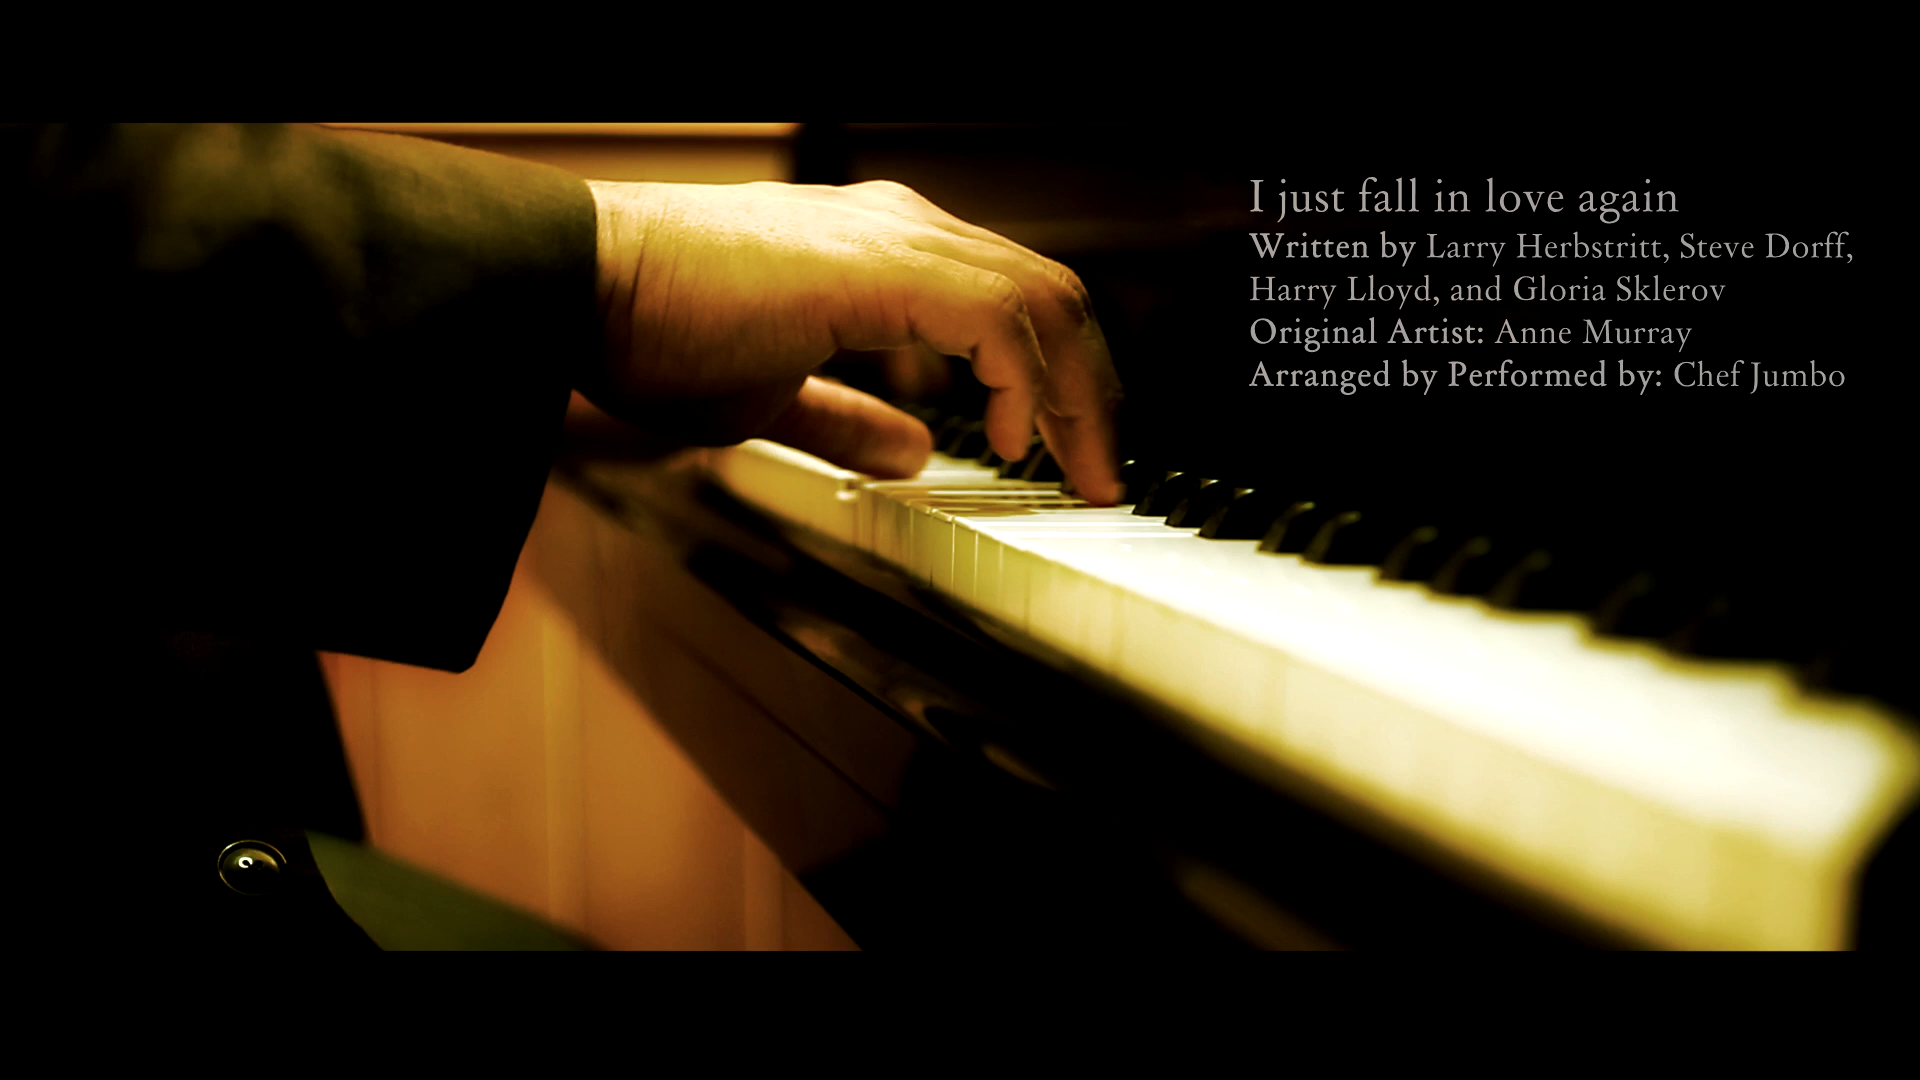 I just fall in love again
Written by Larry Herbstritt, Steve Dorff,
Harry Lloyd, and Gloria Sklerov
Original Artist: Anne Murray
Arranged by Performed by: Chef Jumbo